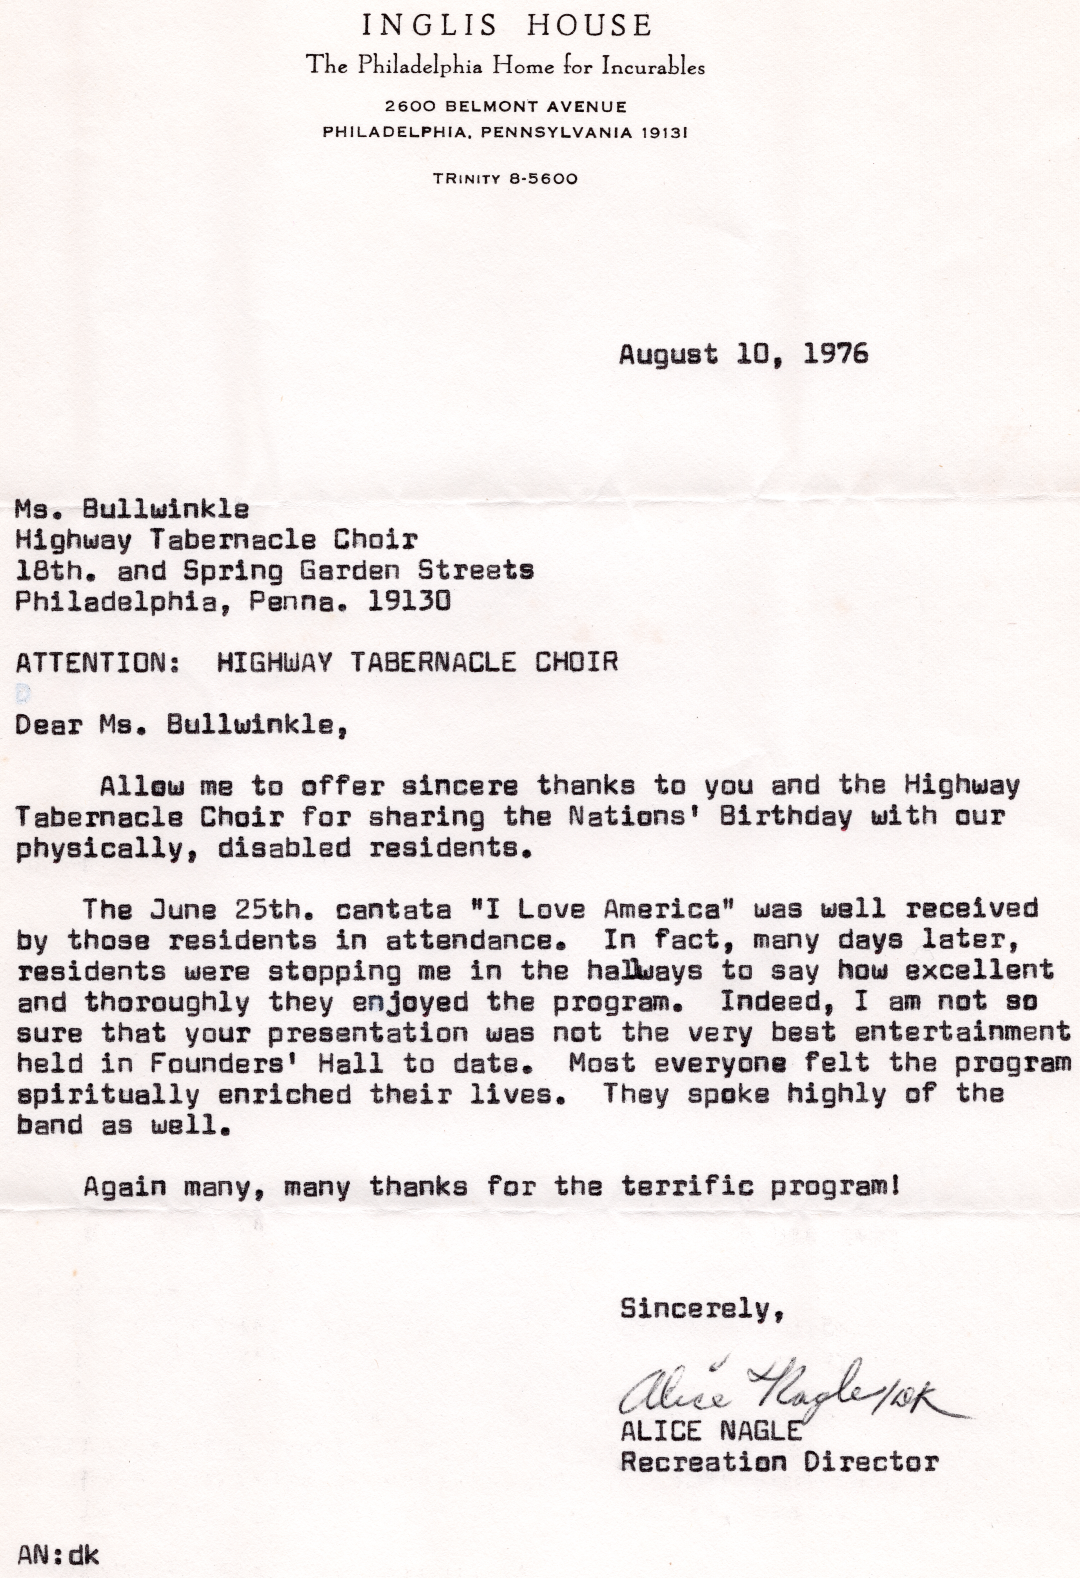 INGLIS HOUSE
The Philadelphia Home for Incurables
2600 BELMONT AVENUE
PHILADELPHIA, PENNSYLVANIA 19131
TRINITY 8-5600
August 10, 1976
Ms. Bullwinkle
Highway Tabernacle Choir
18th. and Spring Garden Streets
Philadelphia, Penna. 19130
ATTENTION: HIGHWAY TABERNACLE CHOIR
Dear Ms. Bullwinkle,
Allow me to offer sincere thanks to you and the Highway
Tabernacle Choir for sharing the Nations' Birthday with our
physically, disabled residents.
The June 25th. cantata "I Love America" was well received
by those residents in attendance. In fact, many days later,
residents were stopping me in the hallways to say how excellent
and thoroughly they enjoyed the program. Indeed, I am not so
sure that your presentation was not the very best entertainment
held in Founders' Hall to date. Most everyone felt the program
spiritually enriched their lives. They spoke highly of the
band as well.
Again many, many thanks for the terrific program!
Sincerely,
Alice Nagle/DK
ALICE NAGLE
Recreation Director
AN:dk